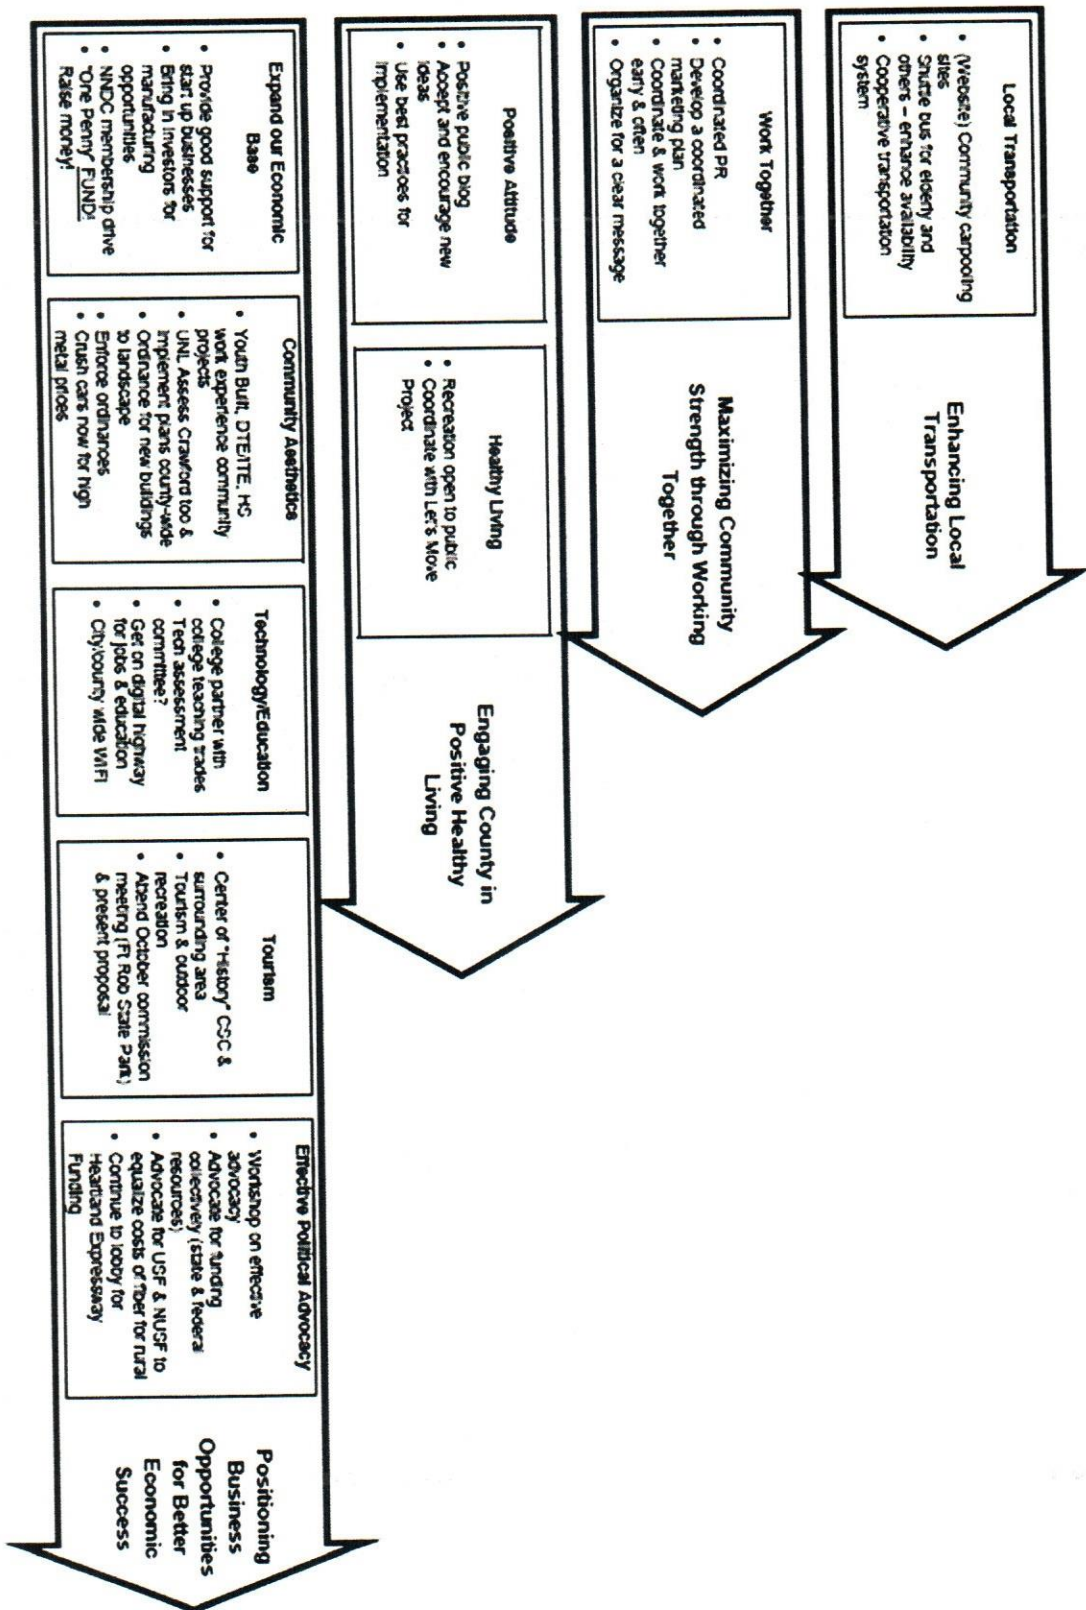 Local Transportation
• (Website) Community carpooling
sites
• Shuttle bus for elderly and
others – enhance availability
• Cooperative transportation
system
Enhancing Local
Transportation
Work Together
• Coordinated PR
• Develop a coordinated
marketing plan
• Coordinate & work together
early & often
• Organize for a clear message
Maximizing Community
Strength through Working
Together
Positive Attitude
• Positive public blog
• Accept and encourage new
ideas
• Use best practices for
implementation
Healthy Living
• Recreation open to public
• Coordinate with Let's Move
Project
Engaging County in
Positive Healthy
Living
Expand our Economic
Base
• Provide good support for
start up businesses
• Bring in investors for
manufacturing
opportunities
• NNDC membership drive
• "One Penny" FUND!
Raise money!
Community Aesthetics
• Youth Built, DTE/ITE, HS
work experience community
projects
• UNL Assess Crawford too &
implement plans county-wide
• Ordinance for new buildings
to landscape
• Enforce ordinances
• Crush cars now for high
metal prices
Technology/Education
• College partner with
college teaching trades
• Tech assessment
committee?
• Get on digital highway
for jobs & education
• City/county wide WiFi
Tourism
• Center of "History" CSC &
surrounding area
• Tourism & outdoor
recreation
• Attend October commission
meeting (Ft Rob State Park)
& present proposal
Effective Political Advocacy
• Workshop on effective
advocacy
• Advocate for funding
collectively (state & federal
resources)
• Advocate for USF & NUSF to
equalize costs of fiber for rural
• Continue to lobby for
Heartland Expressway
Funding
Positioning
Business
Opportunities
for Better
Economic
Success